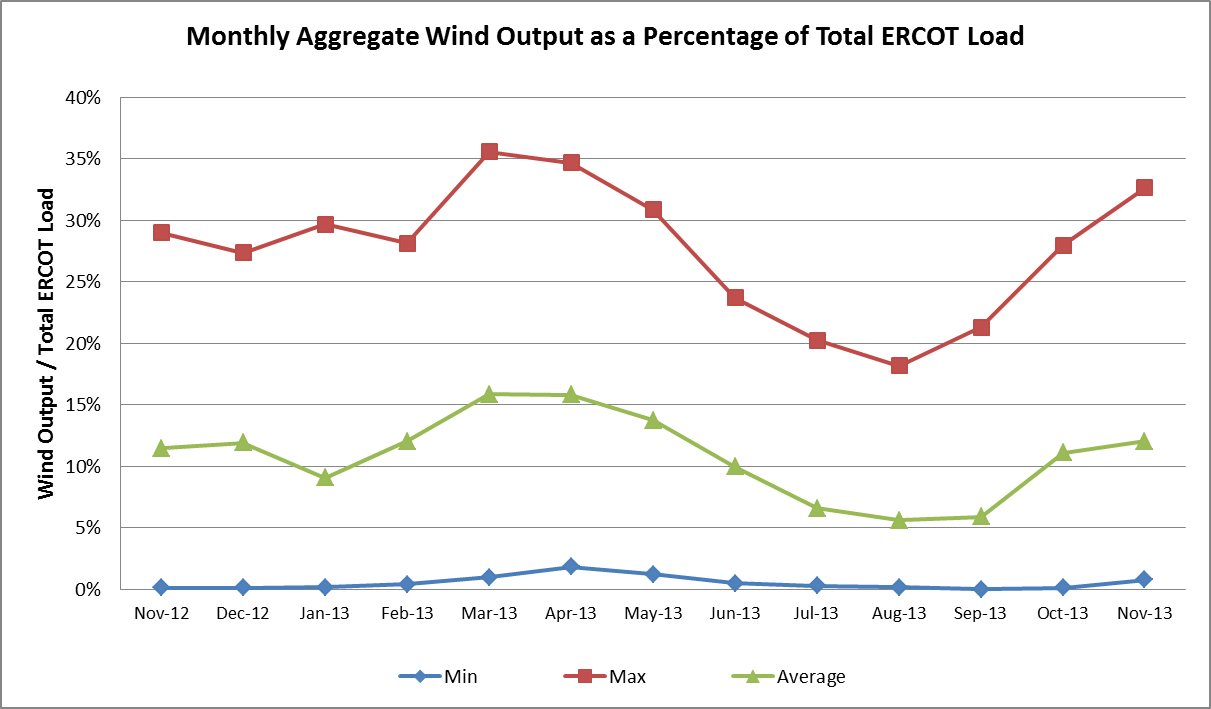 Monthly Aggregate Wind Output as a Percentage of Total ERCOT Load
Wind Output / Total ERCOT Load
40%
35%
30%
25%
20%
15%
10%
5%
0%
Nov-12 Dec-12 Jan-13 Feb-13 Mar-13 Apr-13 May-13 Jun-13 Jul-13 Aug-13 Sep-13 Oct-13 Nov-13
Min Max Average